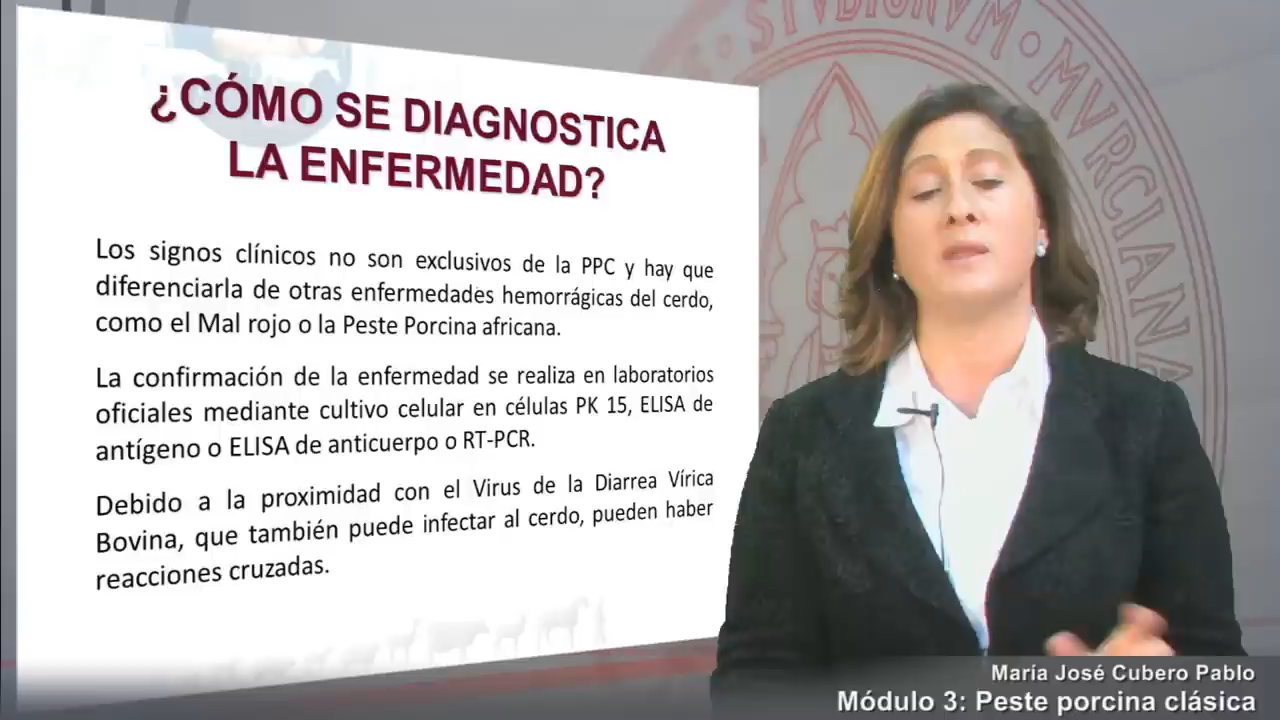 ¿CÓMO SE DIAGNOSTICA
LA ENFERMEDAD?
Los signos clínicos no son exclusivos de la PPC y hay que
diferenciarla de otras enfermedades hemorrágicas del cerdo,
como el Mal rojo o la Peste Porcina africana.
La confirmación de la enfermedad se realiza en laboratorios
oficiales mediante cultivo celular en células PK 15, ELISA de
antígeno o ELISA de anticuerpo o RT-PCR.
Debido a la proximidad con el Virus de la Diarrea Vírica
Bovina, que también puede infectar al cerdo, pueden haber
reacciones cruzadas.
STVDIORVM · MVRCIANA
María José Cubero Pablo
Módulo 3: Peste porcina clásica